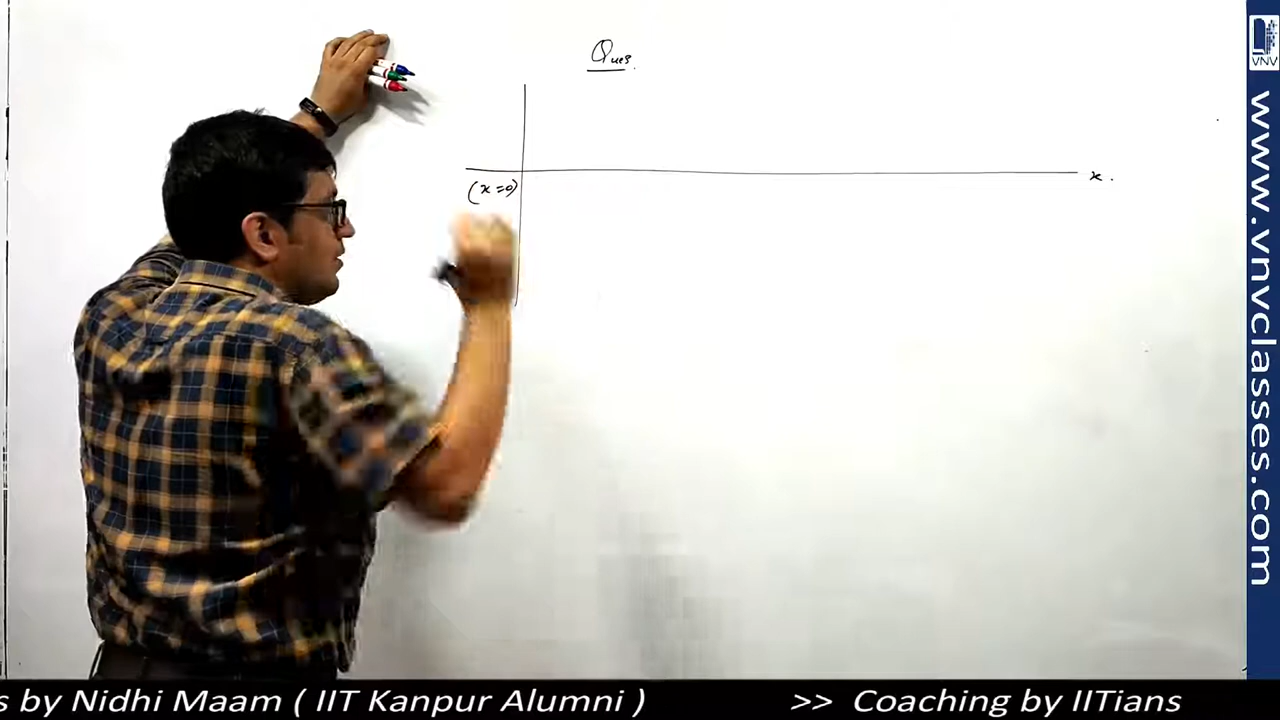 Ques.
(x=0)
x.
VNV
www.vnvclasses.com
s by Nidhi Maam ( IIT Kanpur Alumni ) >> Coaching by IITians